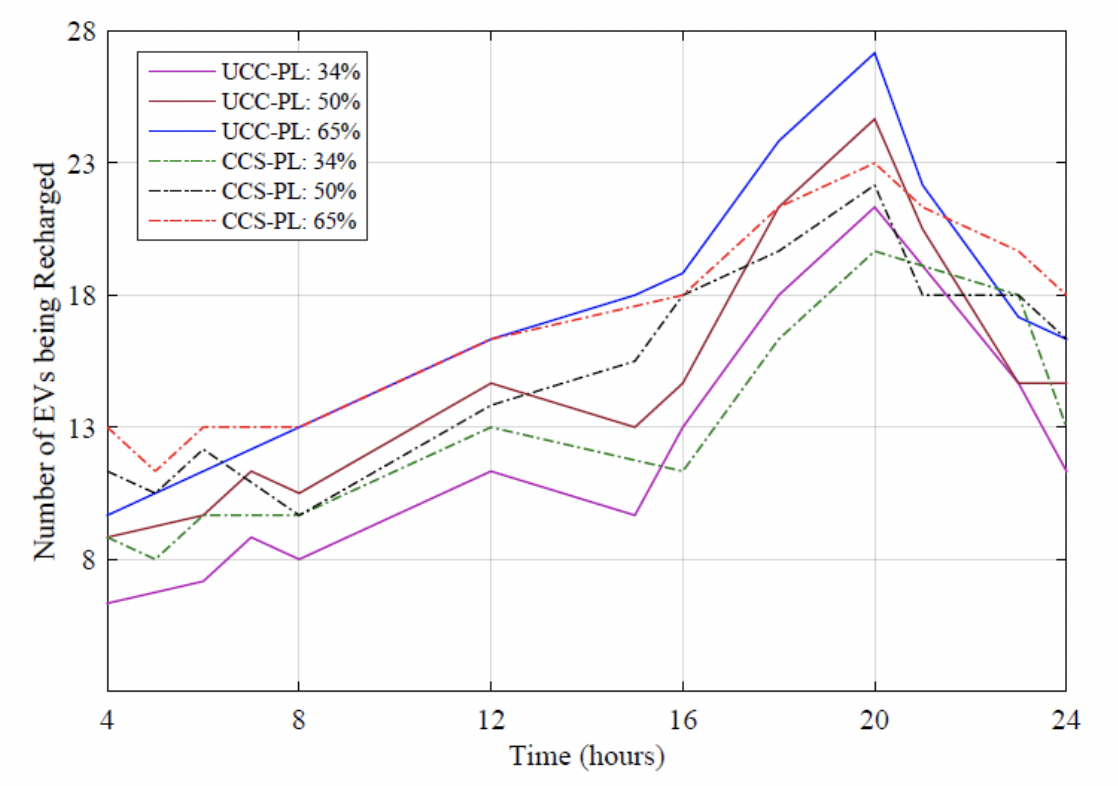 28
23
18
13
8
Number of EVs being Recharged
UCC-PL: 34%
UCC-PL: 50%
UCC-PL: 65%
CCS-PL: 34%
CCS-PL: 50%
CCS-PL: 65%
4 8 12 16 20 24
Time (hours)